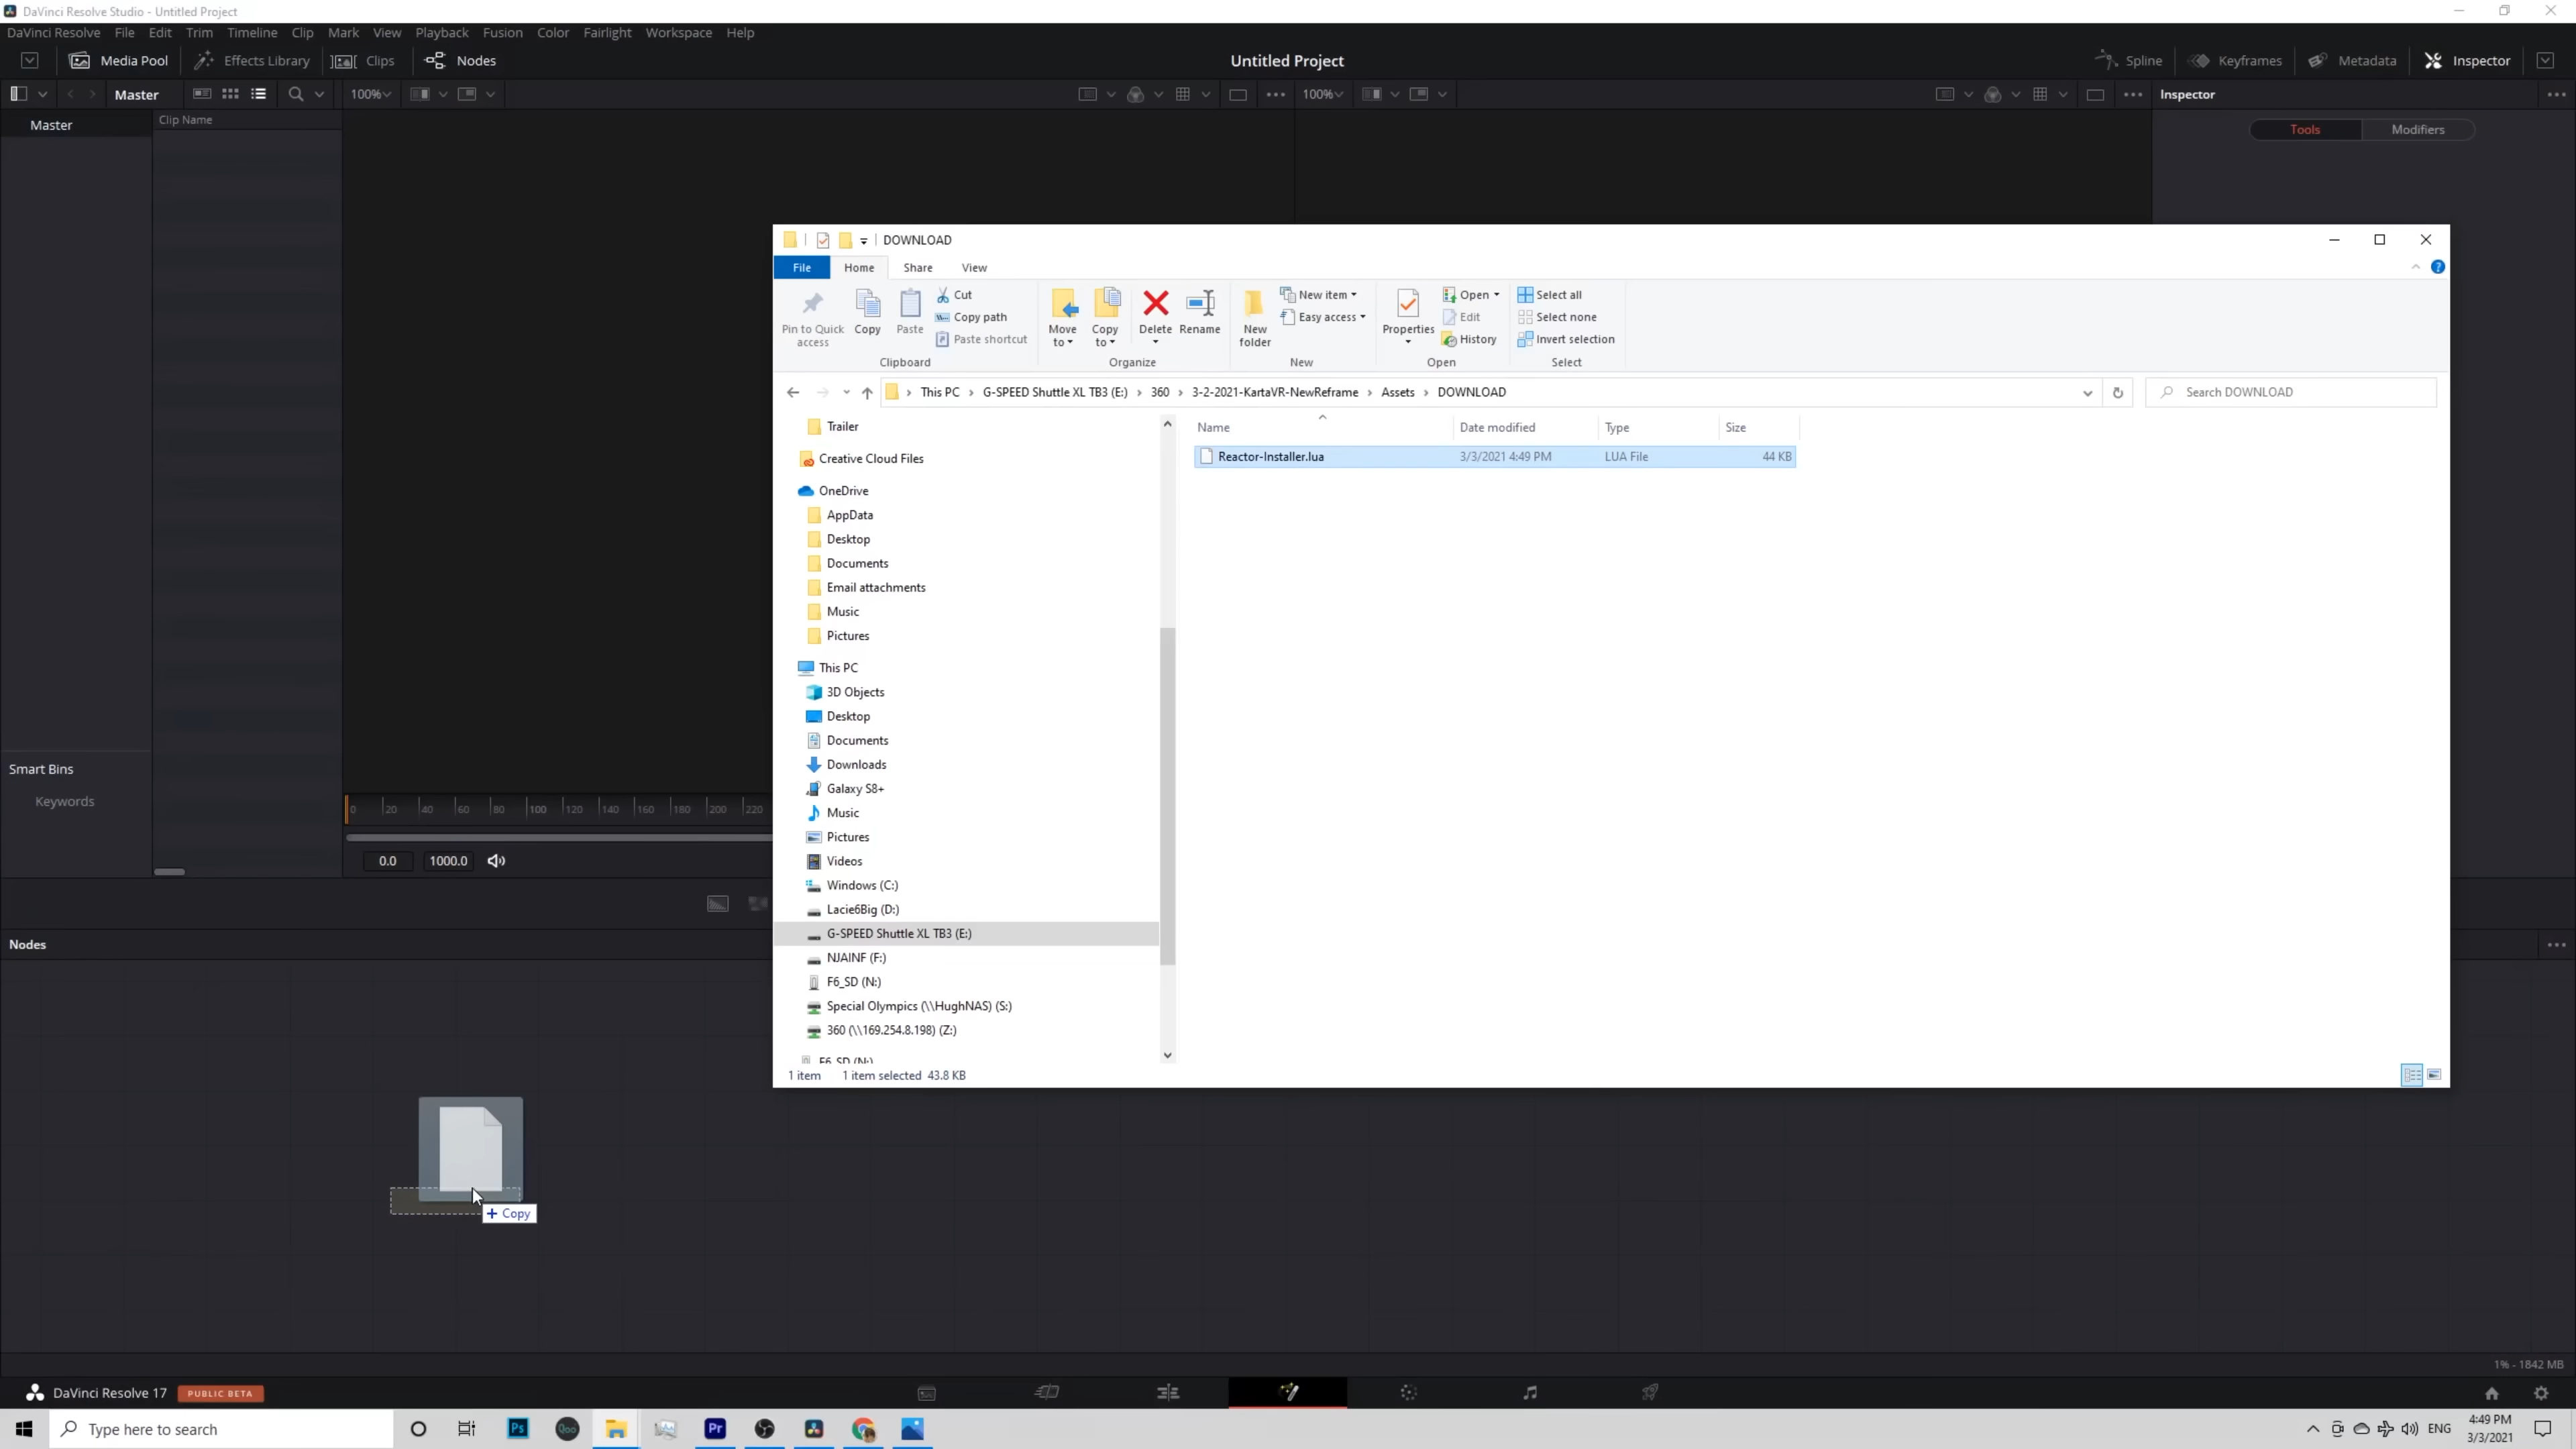 DaVinci Resolve Studio - Untitled Project
DaVinci Resolve File Edit Trim Timeline Clip Mark View Playback Fusion Color Fairlight Workspace Help
Media Pool Effects Library Clips Nodes Untitled Project Spline Keyframes Metadata Inspector
Master 100% 100% Inspector
Master Clip Name
Tools Modifiers
DOWNLOAD
File Home Share View
Pin to Quick access Copy Paste Cut Copy path Paste shortcut
Move to Copy to Delete Rename New folder New item Easy access
Properties Open Edit History Select all Select none Invert selection
Clipboard Organize New Open Select
This PC G-SPEED Shuttle XL TB3 (E:) 360 3-2-2021-KartaVR-NewReframe Assets DOWNLOAD Search DOWNLOAD
Name Date modified Type Size
Reactor-Installer.lua 3/3/2021 4:49 PM LUA File 44 KB
Trailer
Creative Cloud Files
OneDrive
AppData
Desktop
Documents
Email attachments
Music
Pictures
This PC
3D Objects
Desktop
Documents
Downloads
Galaxy S8+
Music
Pictures
Videos
Windows (C:)
Lacie6Big (D:)
G-SPEED Shuttle XL TB3 (E:)
NJAINF (F:)
F6_SD (N:)
Special Olympics (\\HughNAS) (S:)
360 (\\169.254.8.198) (Z:)
F6_SD (N:)
1 item 1 item selected 43.8 KB
Smart Bins
Keywords
0 20 40 60 80 100 120 140 160 180 200 220
0.0 1000.0
Nodes
+ Copy
1% - 1842 MB
DaVinci Resolve 17 PUBLIC BETA
Type here to search Ps Qoo Pr ENG 4:49 PM
3/3/2021